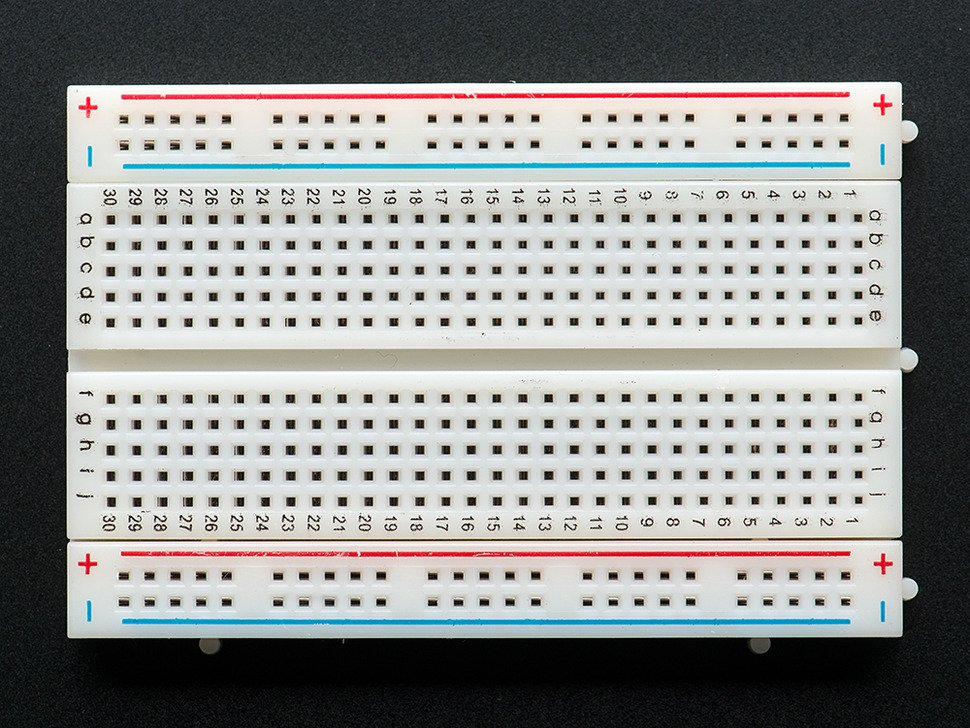 + +
− −
30 29 28 27 26 25 24 23 22 21 20 19 18 17 16 15 14 13 12 11 10 9 8 7 6 5 4 3 2 1
a a
b b
c c
d d
e e
f f
g g
h h
i i
j j
30 29 28 27 26 25 24 23 22 21 20 19 18 17 16 15 14 13 12 11 10 9 8 7 6 5 4 3 2 1
+ +
− −